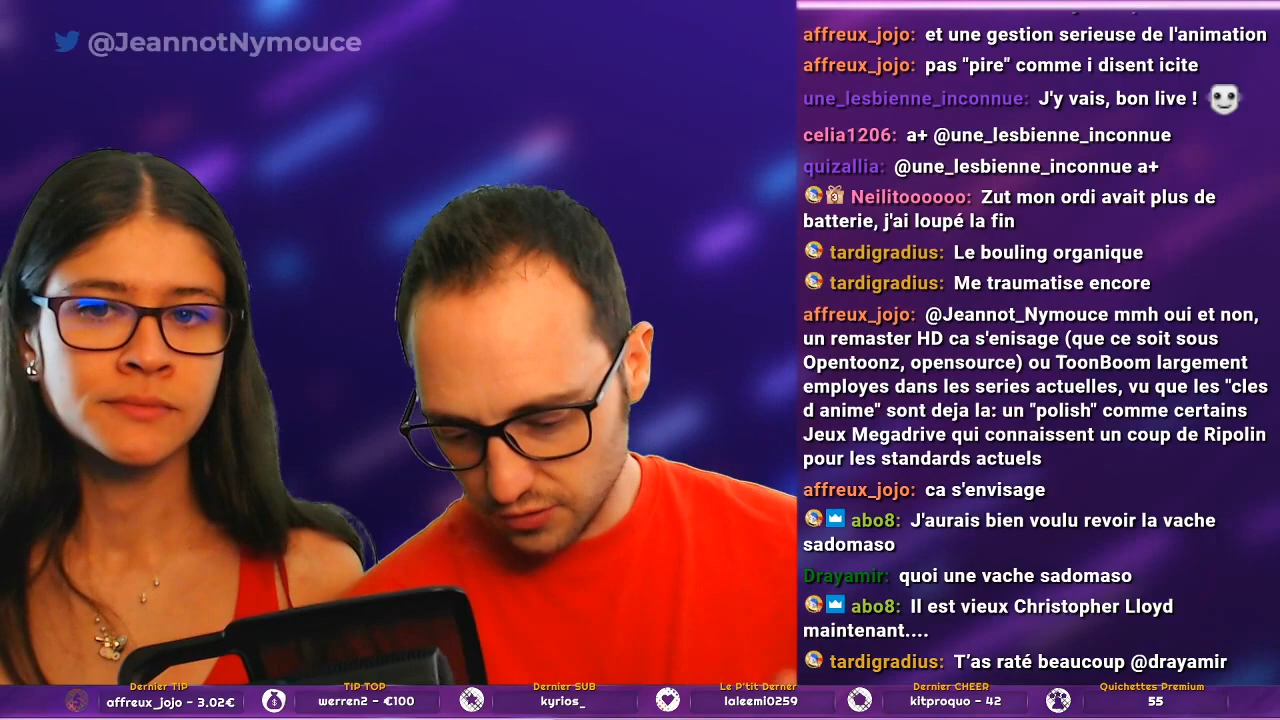 @JeannotNymouce
affreux_jojo: et une gestion serieuse de l'animation
affreux_jojo: pas "pire" comme i disent icite
une_lesbienne_inconnue: J'y vais, bon live !
celia1206: a+ @une_lesbienne_inconnue
quizallia: @une_lesbienne_inconnue a+
Neilitoooooo: Zut mon ordi avait plus de
batterie, j'ai loupé la fin
tardigradius: Le bouling organique
tardigradius: Me traumatise encore
affreux_jojo: @Jeannot_Nymouce mmh oui et non,
un remaster HD ca s'enisage (que ce soit sous
Opentoonz, opensource) ou ToonBoom largement
employes dans les series actuelles, vu que les "cles
d anime" sont deja la: un "polish" comme certains
Jeux Megadrive qui connaissent un coup de Ripolin
pour les standards actuels
affreux_jojo: ca s'envisage
abo8: J'aurais bien voulu revoir la vache
sadomaso
Drayamir: quoi une vache sadomaso
abo8: Il est vieux Christopher Lloyd
maintenant....
tardigradius: T'as raté beaucoup @drayamir
Dernier TIP
affreux_jojo - 3.02€
TIP TOP
werren2 - €100
Dernier SUB
kyrios_
Le P'tit Derner
laleemi0259
Dernier CHEER
kitproquo - 42
Quichettes Premium
55